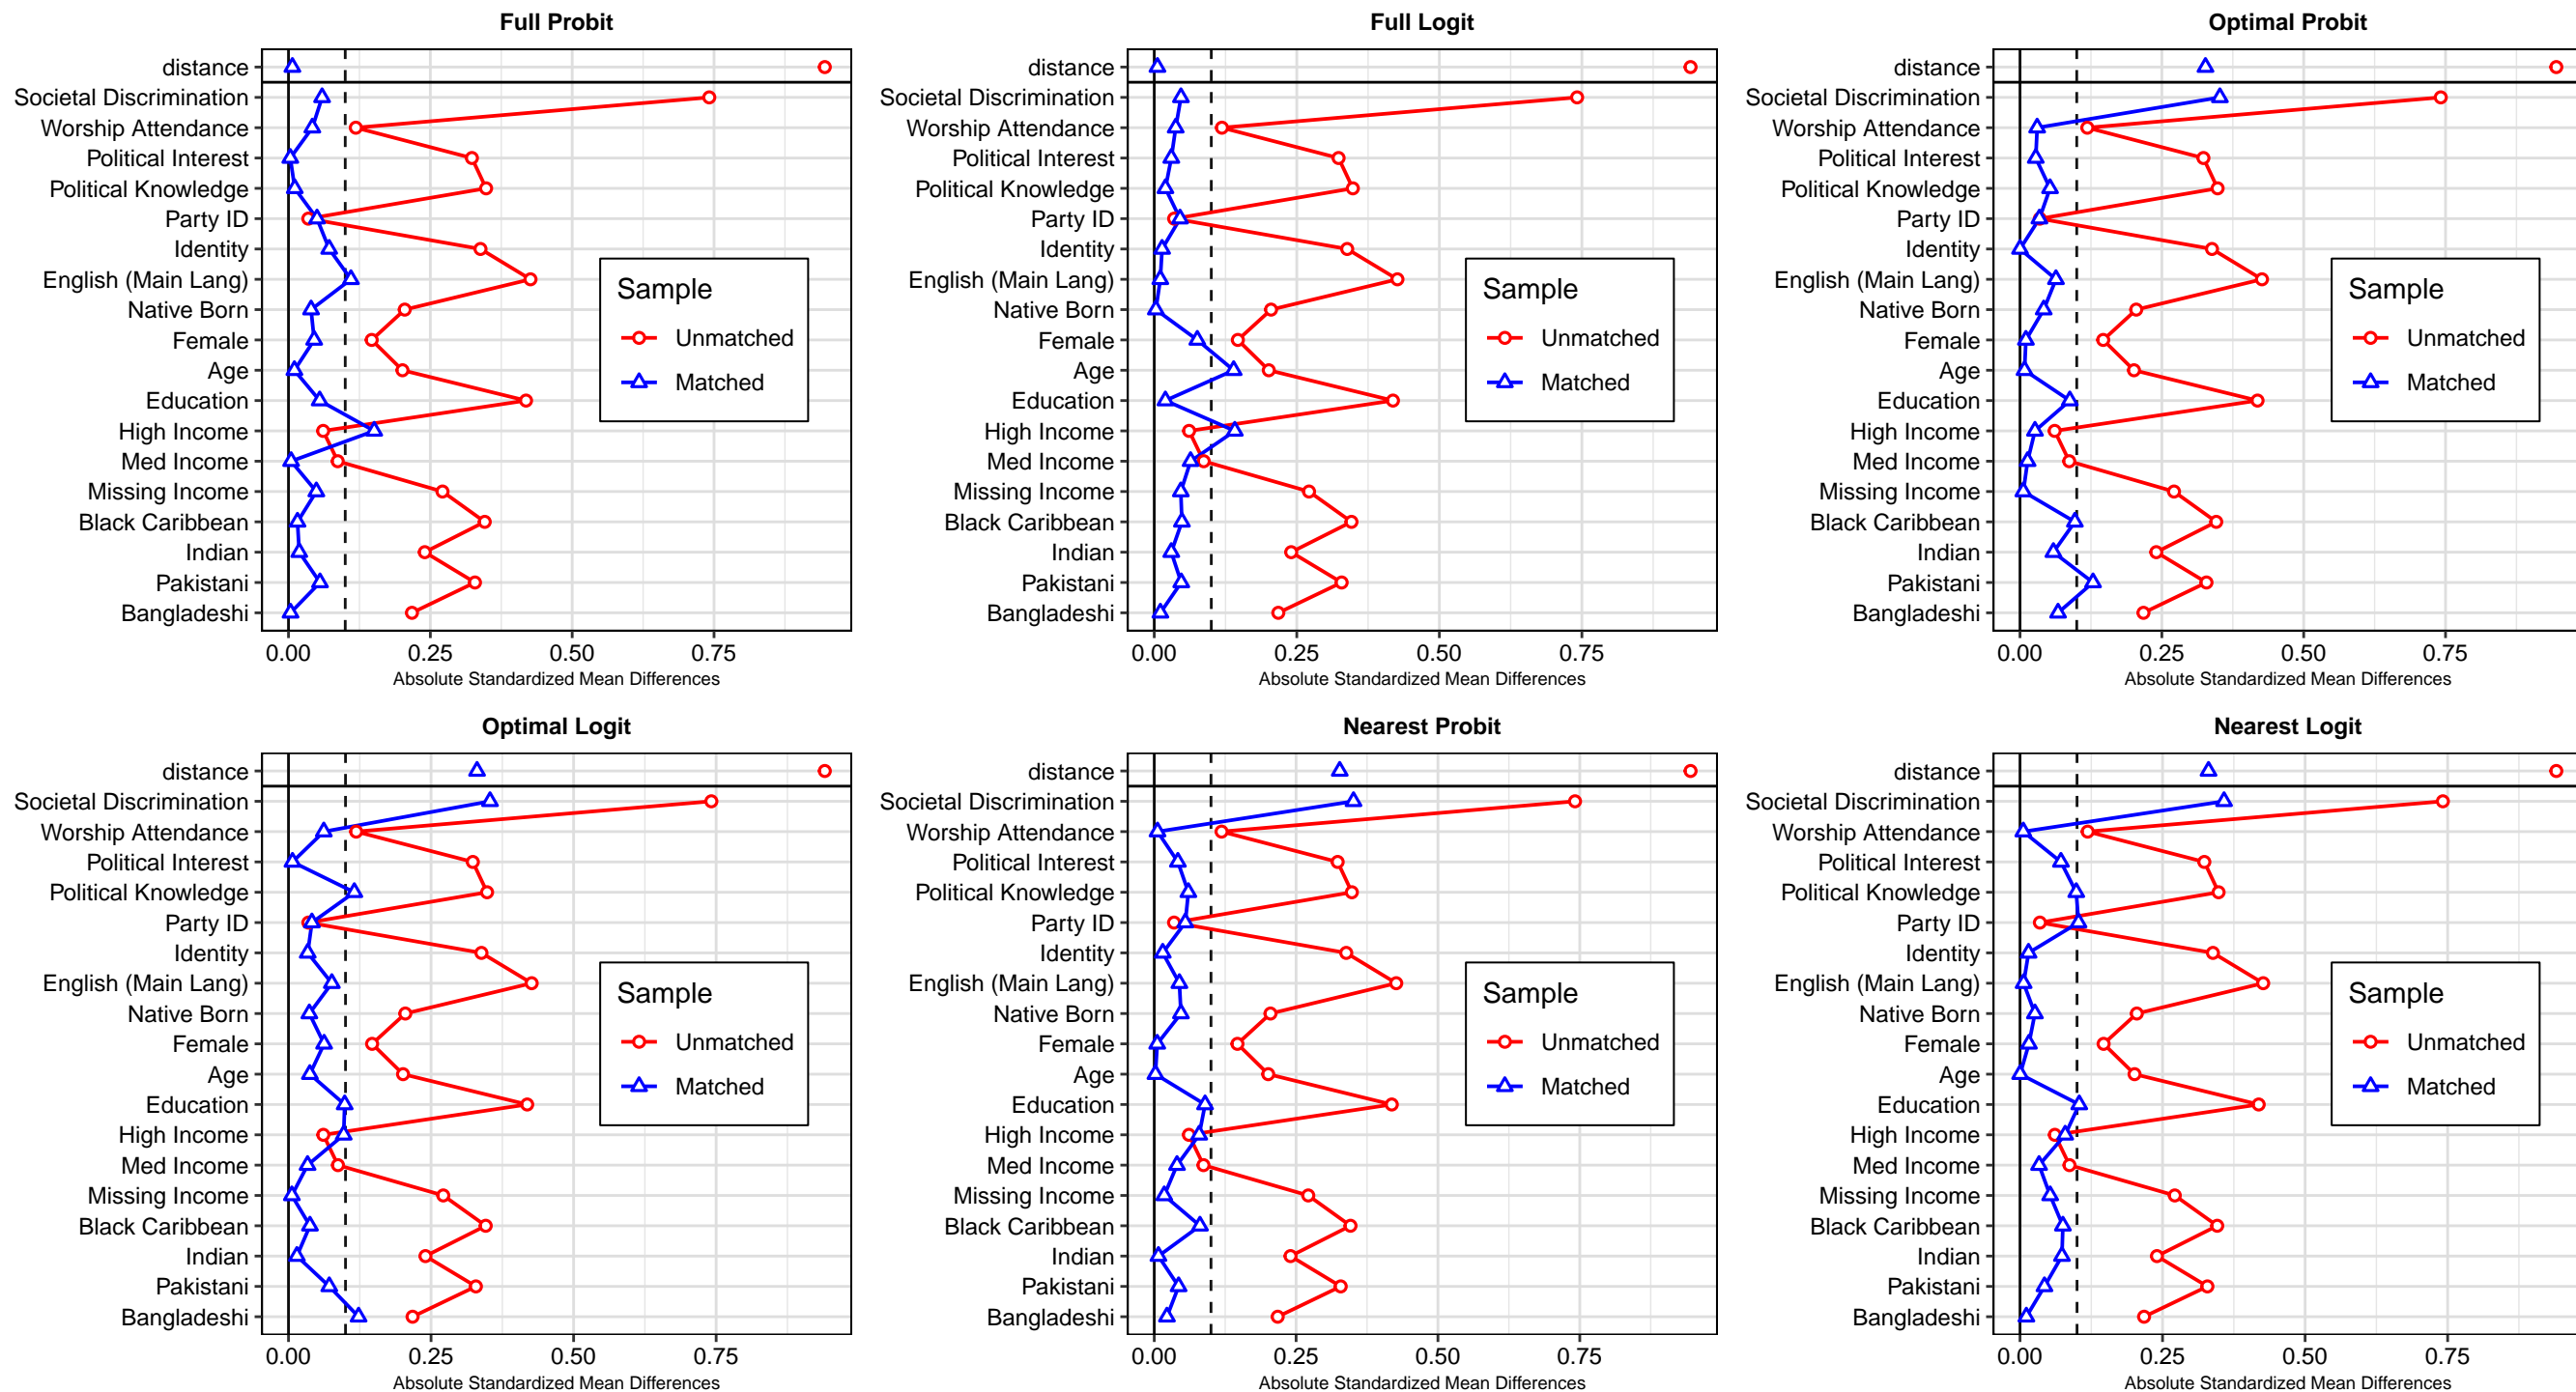 Full Probit
distance
Societal Discrimination
Worship Attendance
Political Interest
Political Knowledge
Party ID
Identity
English (Main Lang)
Native Born
Female
Age
Education
High Income
Med Income
Missing Income
Black Caribbean
Indian
Pakistani
Bangladeshi
Sample
Unmatched
Matched
0.00 0.25 0.50 0.75
Absolute Standardized Mean Differences
Full Logit
distance
Societal Discrimination
Worship Attendance
Political Interest
Political Knowledge
Party ID
Identity
English (Main Lang)
Native Born
Female
Age
Education
High Income
Med Income
Missing Income
Black Caribbean
Indian
Pakistani
Bangladeshi
Sample
Unmatched
Matched
0.00 0.25 0.50 0.75
Absolute Standardized Mean Differences
Optimal Probit
distance
Societal Discrimination
Worship Attendance
Political Interest
Political Knowledge
Party ID
Identity
English (Main Lang)
Native Born
Female
Age
Education
High Income
Med Income
Missing Income
Black Caribbean
Indian
Pakistani
Bangladeshi
Sample
Unmatched
Matched
0.00 0.25 0.50 0.75
Absolute Standardized Mean Differences
Optimal Logit
distance
Societal Discrimination
Worship Attendance
Political Interest
Political Knowledge
Party ID
Identity
English (Main Lang)
Native Born
Female
Age
Education
High Income
Med Income
Missing Income
Black Caribbean
Indian
Pakistani
Bangladeshi
Sample
Unmatched
Matched
0.00 0.25 0.50 0.75
Absolute Standardized Mean Differences
Nearest Probit
distance
Societal Discrimination
Worship Attendance
Political Interest
Political Knowledge
Party ID
Identity
English (Main Lang)
Native Born
Female
Age
Education
High Income
Med Income
Missing Income
Black Caribbean
Indian
Pakistani
Bangladeshi
Sample
Unmatched
Matched
0.00 0.25 0.50 0.75
Absolute Standardized Mean Differences
Nearest Logit
distance
Societal Discrimination
Worship Attendance
Political Interest
Political Knowledge
Party ID
Identity
English (Main Lang)
Native Born
Female
Age
Education
High Income
Med Income
Missing Income
Black Caribbean
Indian
Pakistani
Bangladeshi
Sample
Unmatched
Matched
0.00 0.25 0.50 0.75
Absolute Standardized Mean Differences